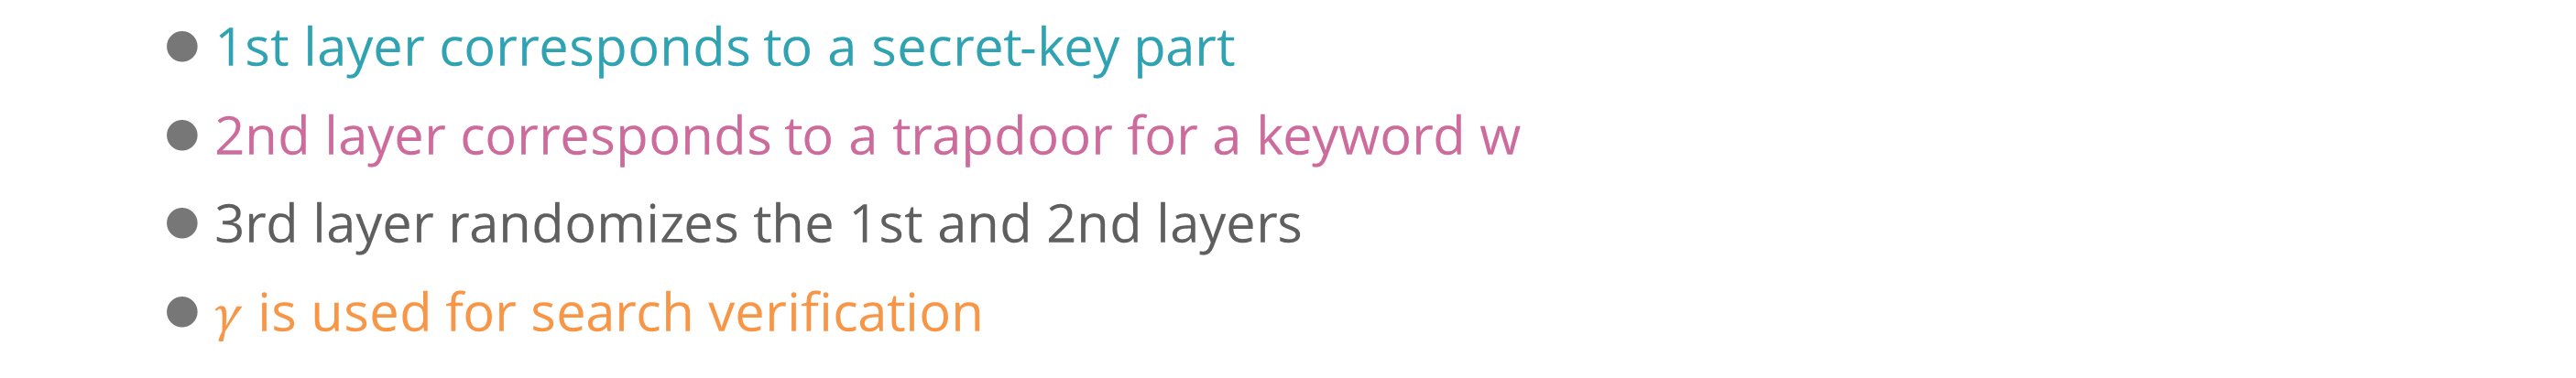 ● 1st layer corresponds to a secret-key part
● 2nd layer corresponds to a trapdoor for a keyword w
● 3rd layer randomizes the 1st and 2nd layers
● γ is used for search verification